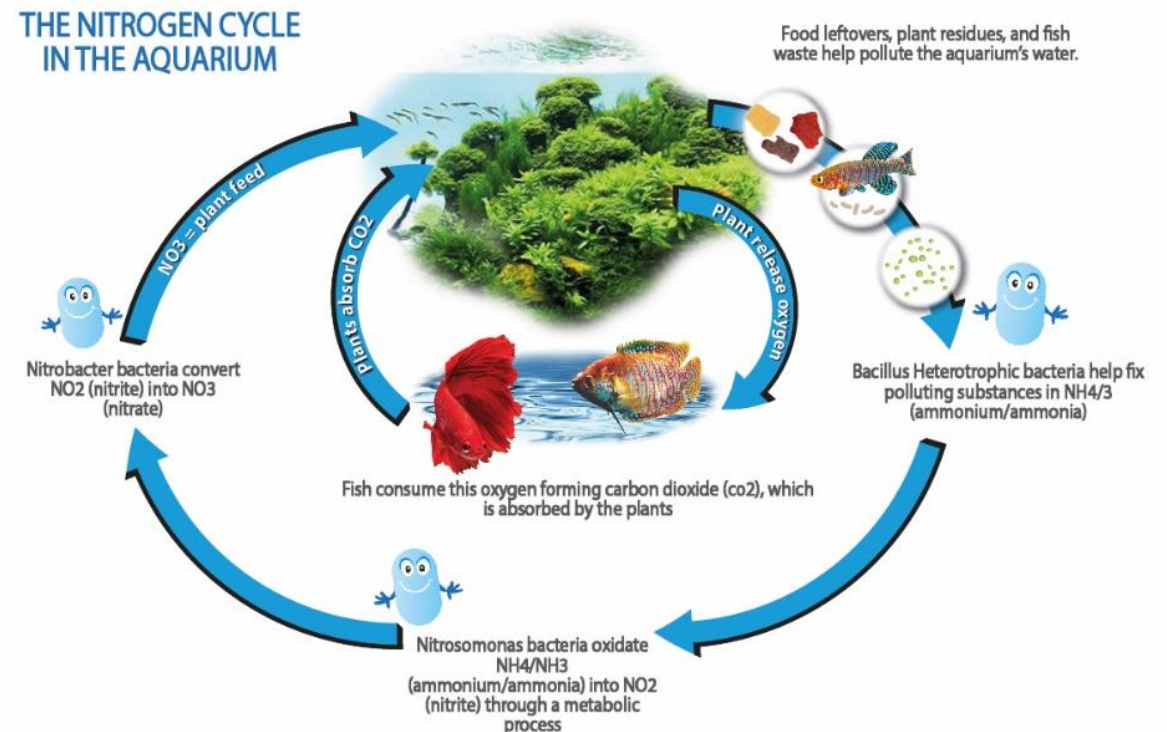 THE NITROGEN CYCLE
IN THE AQUARIUM
Food leftovers, plant residues, and fish
waste help pollute the aquarium's water.
NO3 = plant feed
Plants absorb CO2
Plant release oxygen
Nitrobacter bacteria convert
NO2 (nitrite) into NO3
(nitrate)
Bacillus Heterotrophic bacteria help fix
polluting substances in NH4/3
(ammonium/ammonia)
Fish consume this oxygen forming carbon dioxide (co2), which
is absorbed by the plants
Nitrosomonas bacteria oxidate
NH4/NH3
(ammonium/ammonia) into NO2
(nitrite) through a metabolic
process